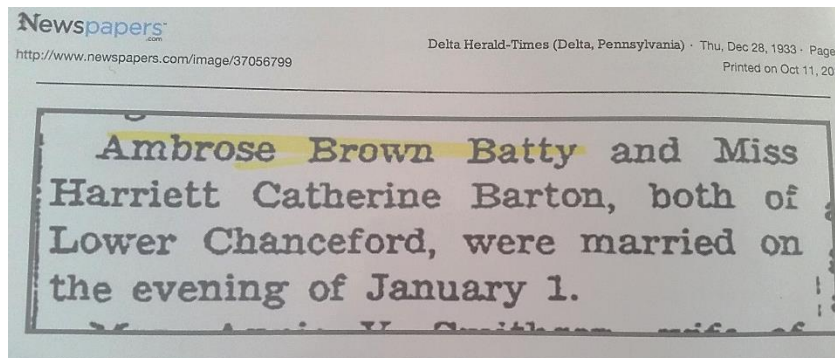 Newspapers
.com
http://www.newspapers.com/image/37056799
Delta Herald-Times (Delta, Pennsylvania) · Thu, Dec 28, 1933 · Page
Printed on Oct 11, 20
Ambrose Brown Batty and Miss
Harriett Catherine Barton, both of
Lower Chanceford, were married on
the evening of January 1.